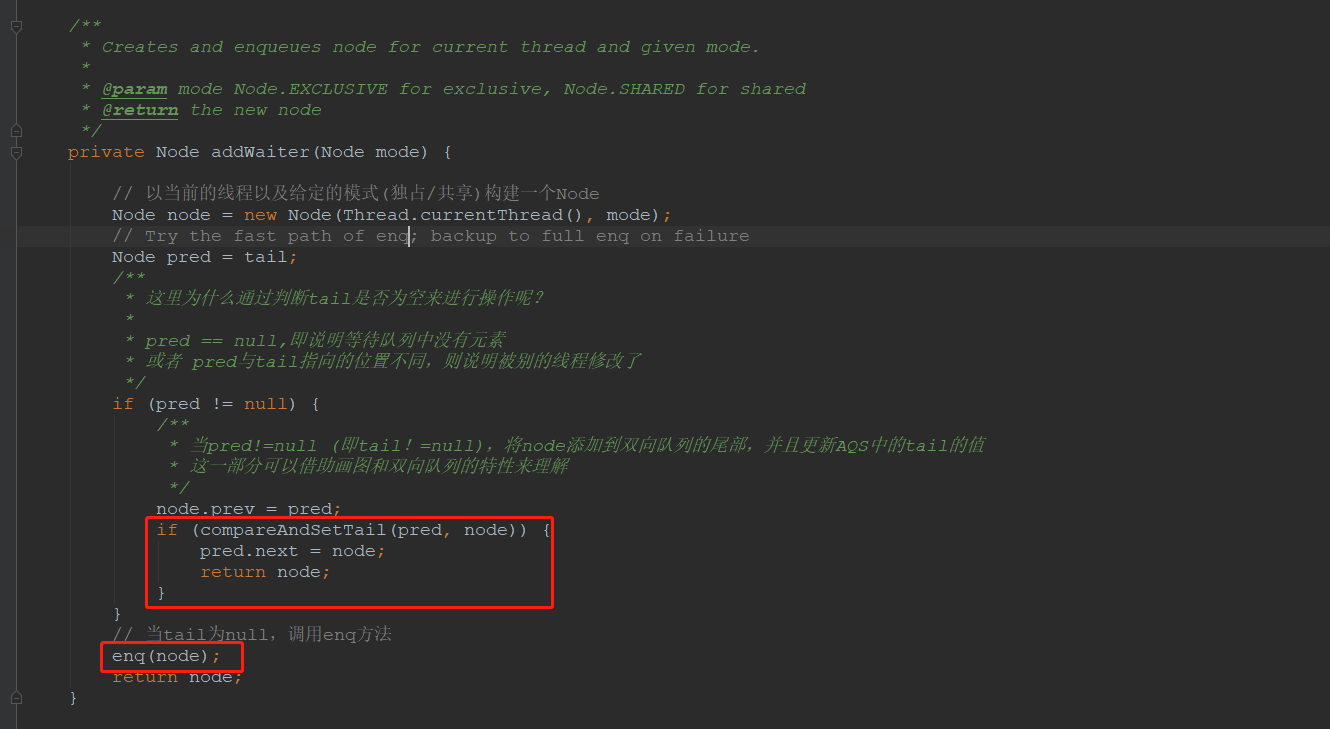 /**
 * Creates and enqueues node for current thread and given mode.
 *
 * @param mode Node.EXCLUSIVE for exclusive, Node.SHARED for shared
 * @return the new node
 */
private Node addWaiter(Node mode) {
// 以当前的线程以及给定的模式(独占/共享)构建一个Node
Node node = new Node(Thread.currentThread(), mode);
// Try the fast path of enq; backup to full enq on failure
Node pred = tail;
/**
 * 这里为什么通过判断tail是否为空来进行操作呢?
 *
 * pred == null,即说明等待队列中没有元素
 * 或者 pred与tail指向的位置不同，则说明被别的线程修改了
 */
if (pred != null) {
/**
 * 当pred!=null (即tail！=null)，将node添加到双向队列的尾部，并且更新AQS中的tail的值
 * 这一部分可以借助画图和双向队列的特性来理解
 */
node.prev = pred;
if (compareAndSetTail(pred, node)) {
pred.next = node;
return node;
}
}
// 当tail为null，调用enq方法
enq(node);
return node;
}